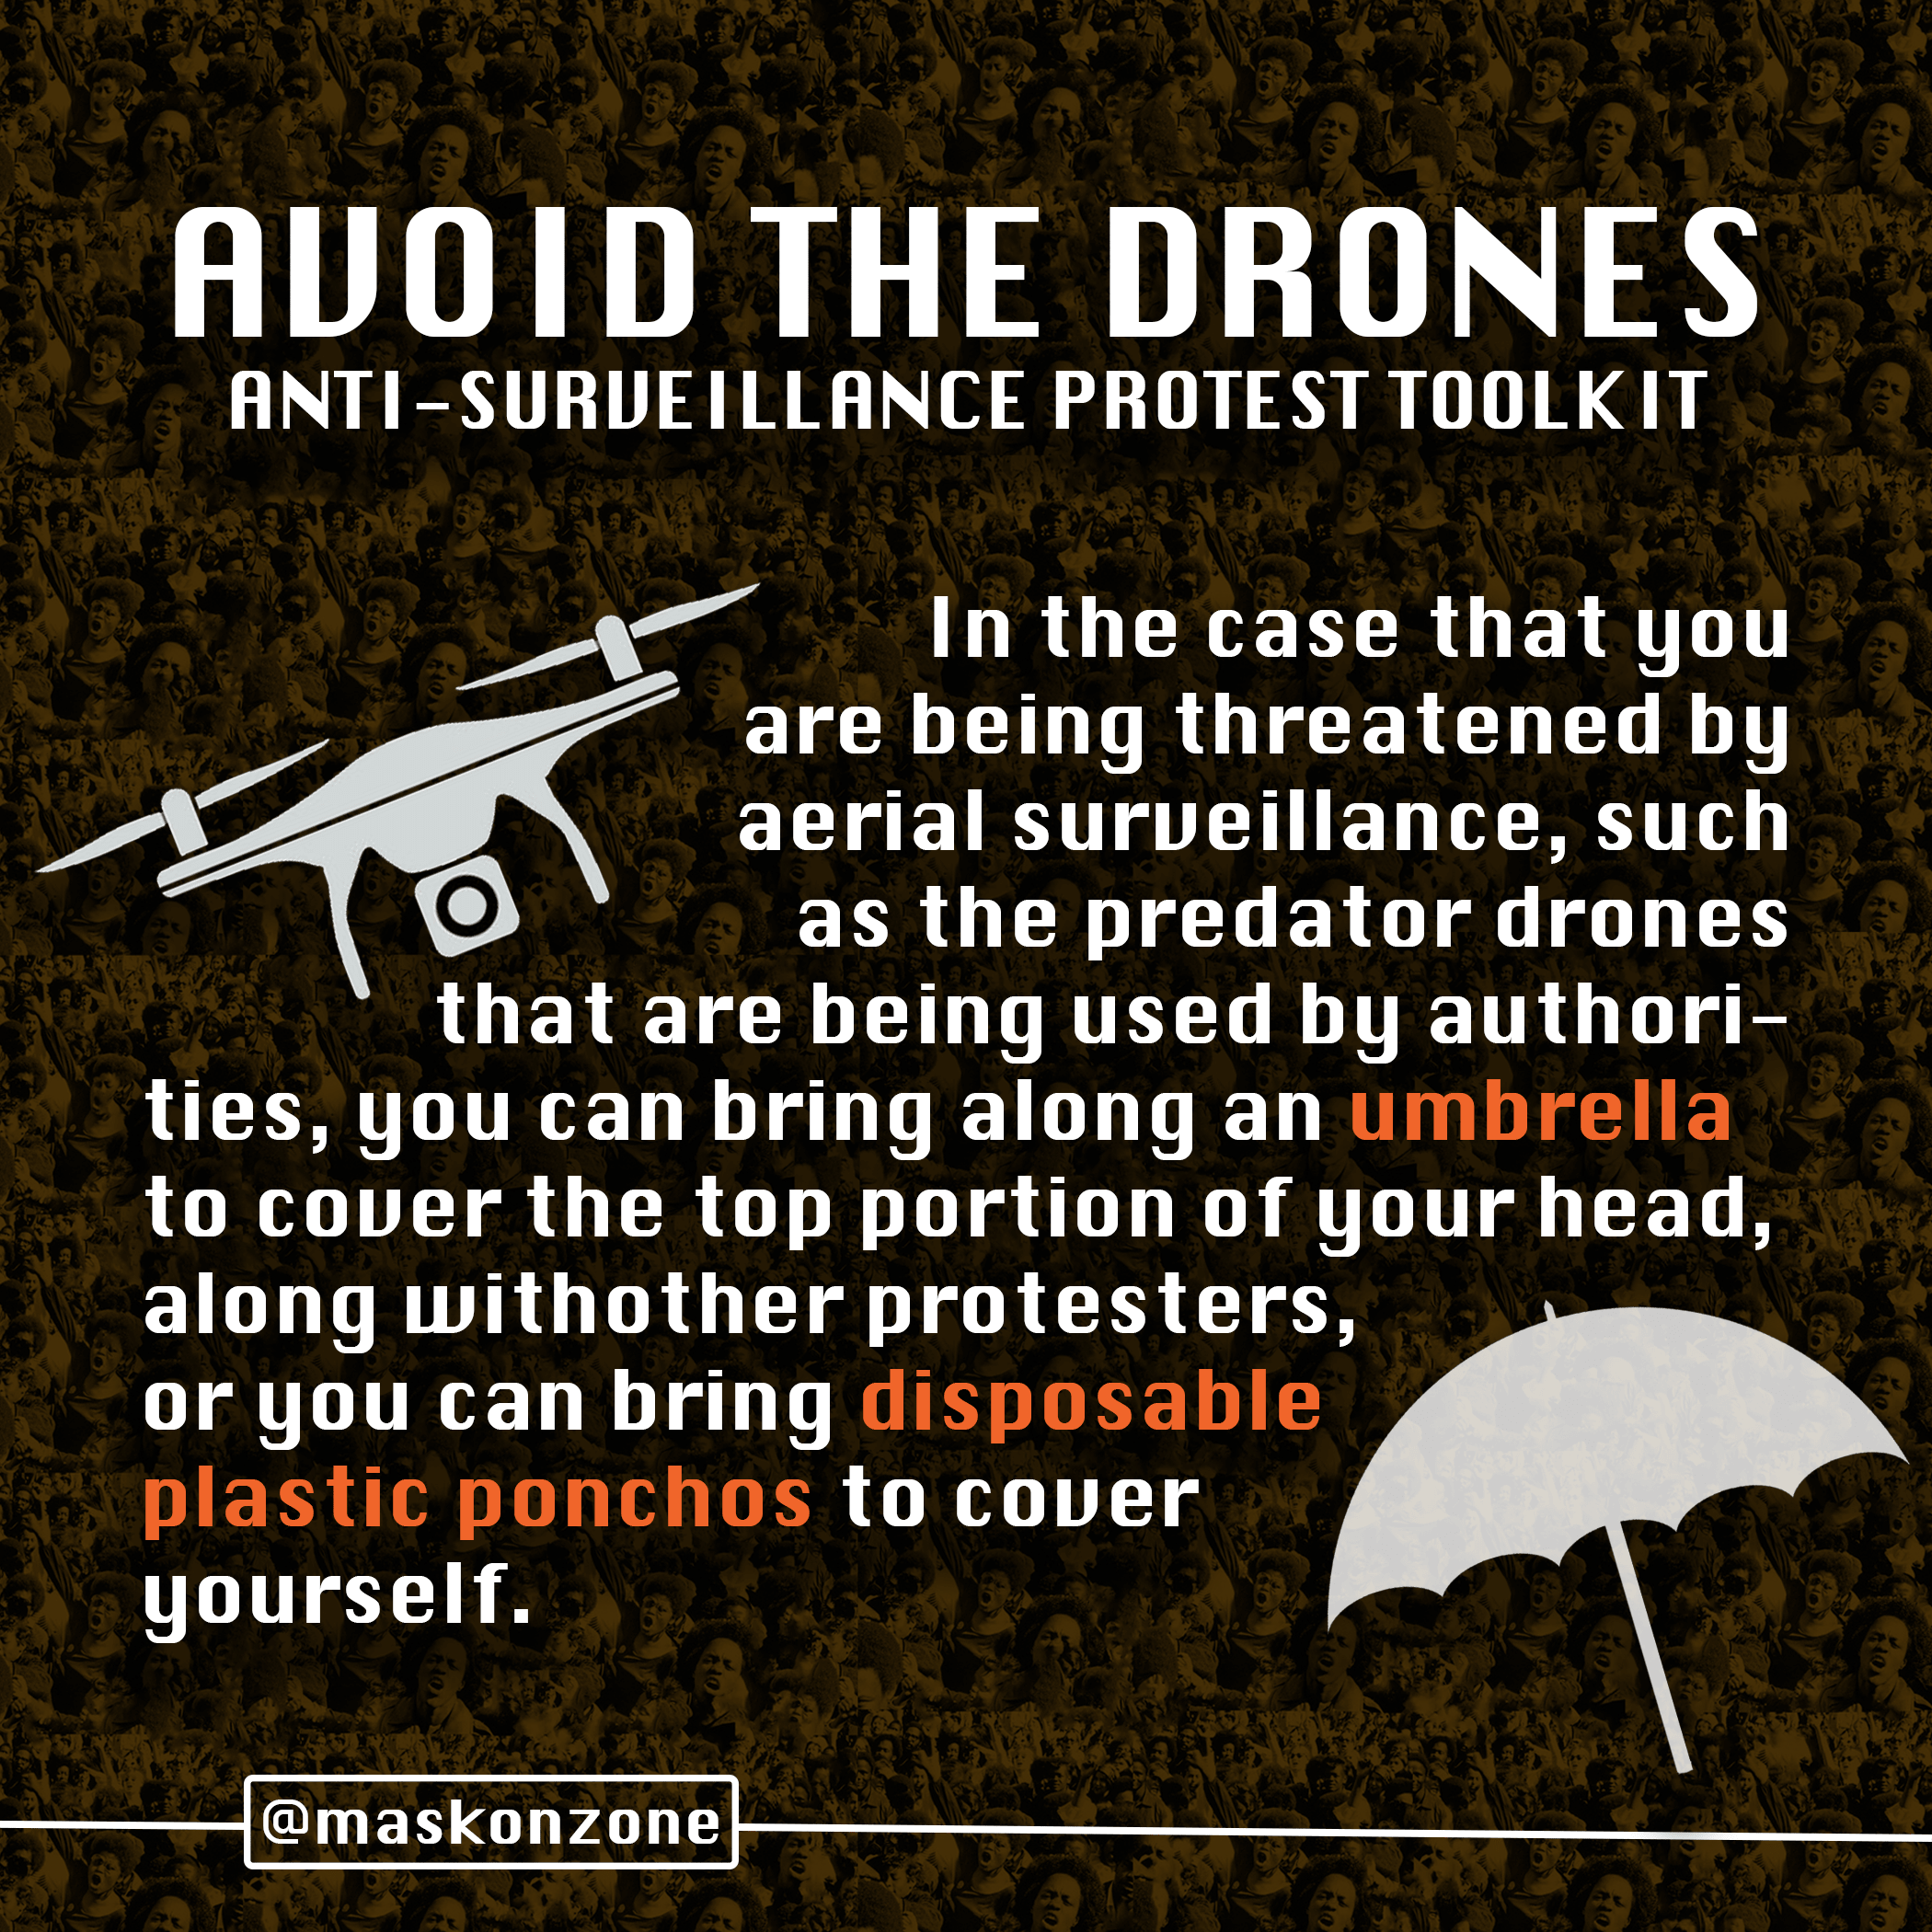 AVOID THE DRONES
ANTI-SURVEILLANCE PROTEST TOOLKIT
In the case that you
are being threatened by
aerial surveillance, such
as the predator drones
that are being used by authori-
ties, you can bring along an umbrella
to cover the top portion of your head,
along withother protesters,
or you can bring disposable
plastic ponchos to cover
yourself.
@maskonzone